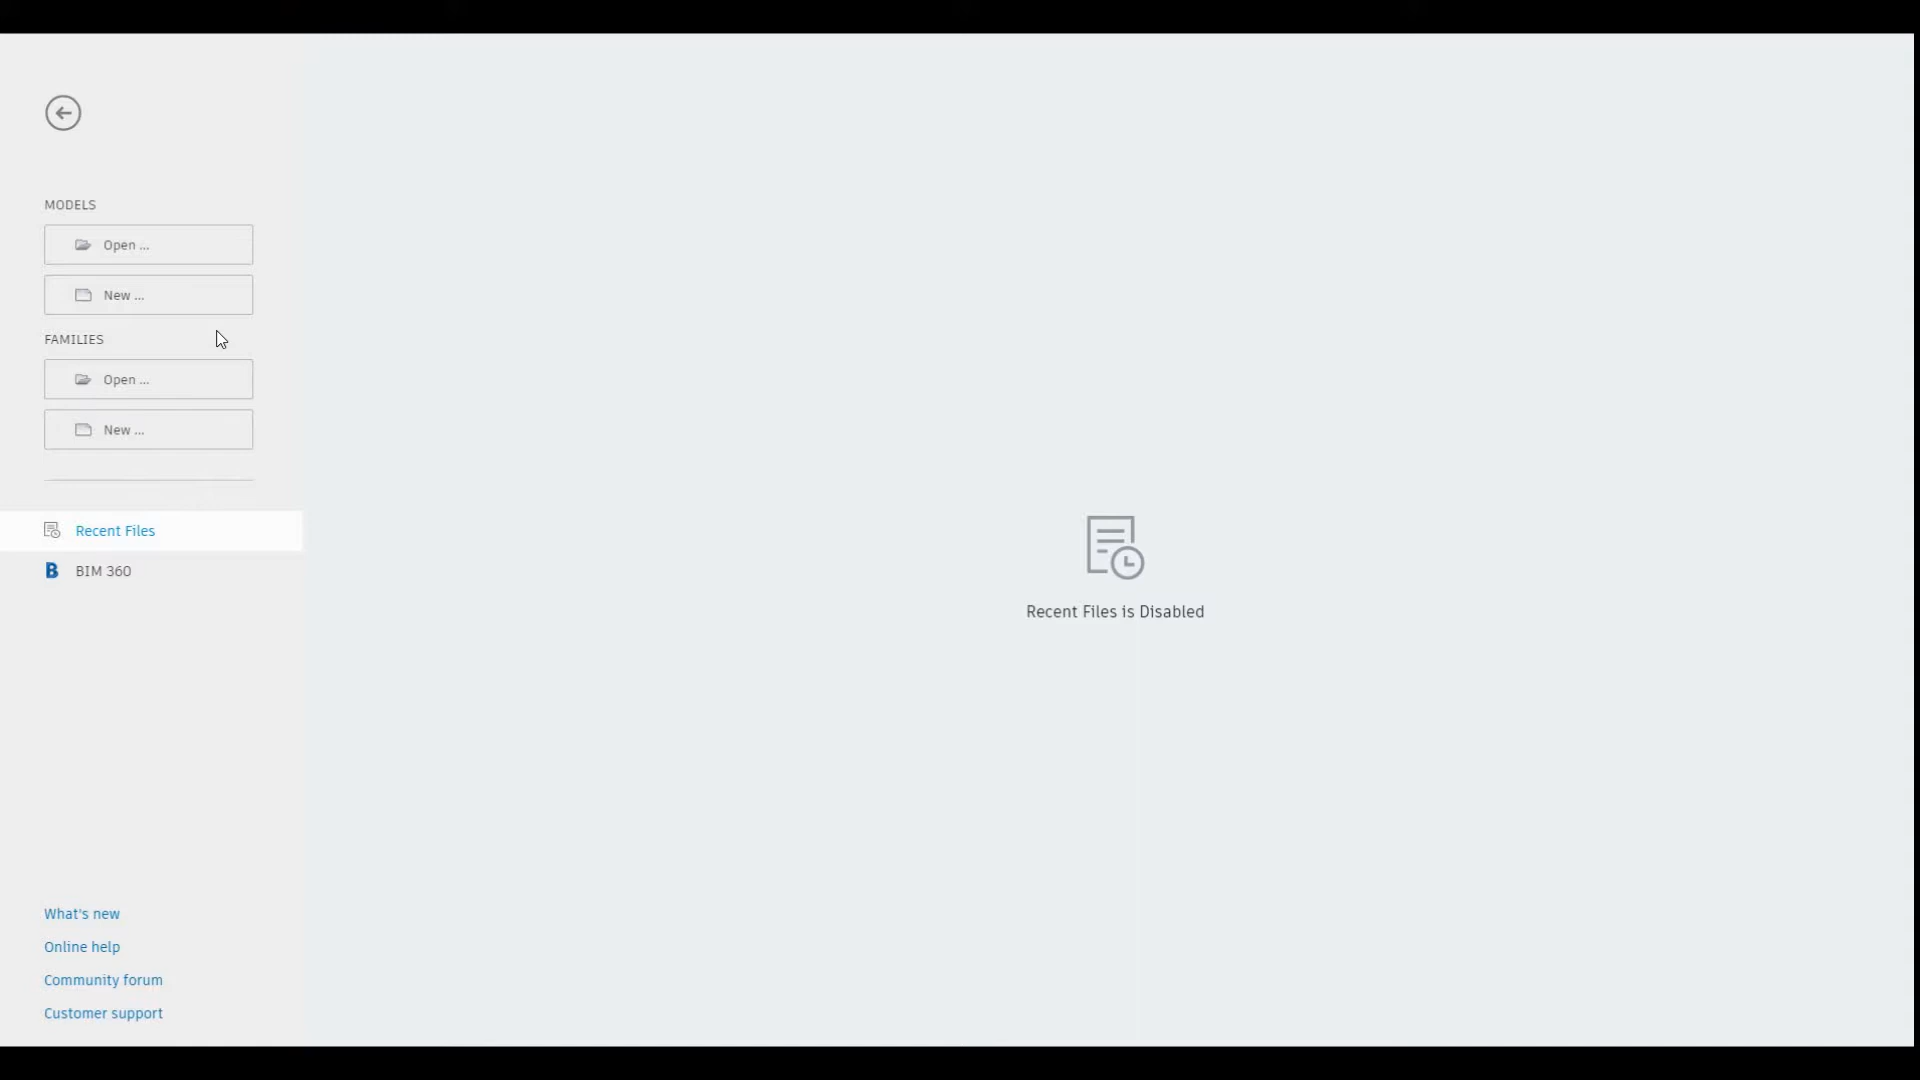 MODELS
Open ...
New ...
FAMILIES
Open ...
New ...
Recent Files
B BIM 360
Recent Files is Disabled
What's new
Online help
Community forum
Customer support